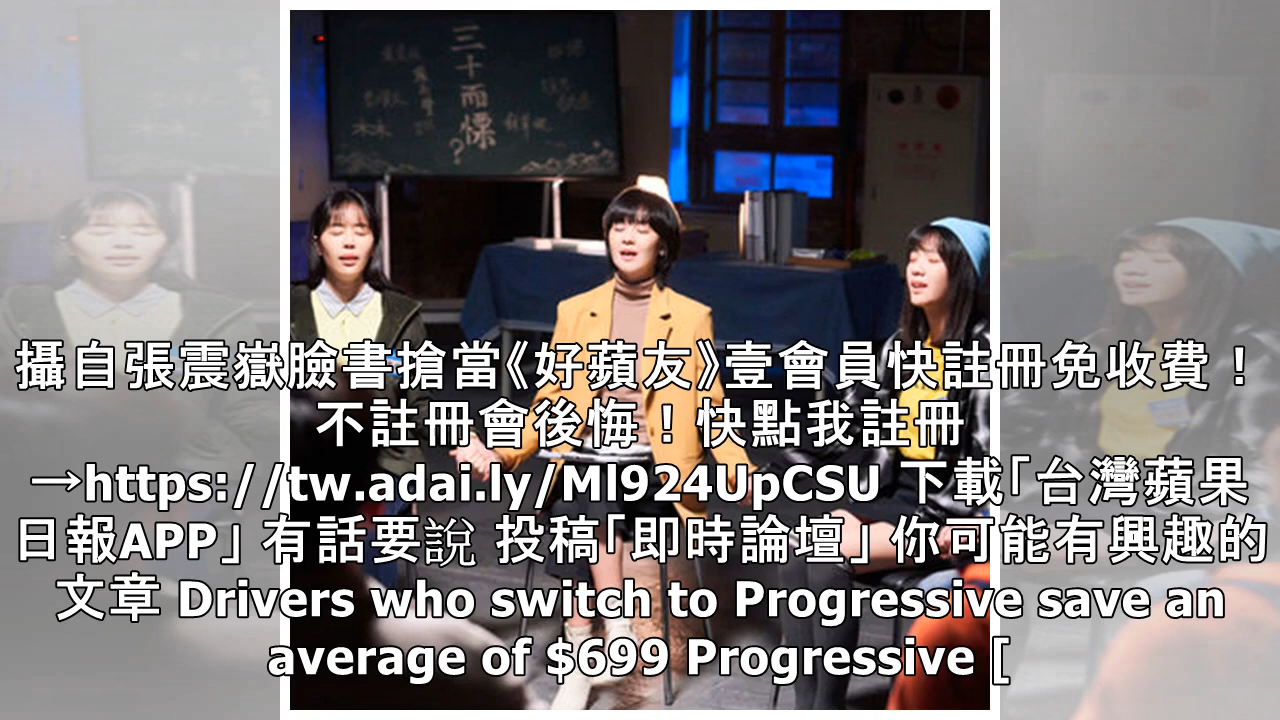 三十而慄?
攝自張震嶽臉書搶當《好蘋友》壹會員快註冊免收費！
不註冊會後悔！快點我註冊
→https://tw.adai.ly/Ml924UpCSU 下載「台灣蘋果
日報APP」 有話要說 投稿「即時論壇」 你可能有興趣的
文章 Drivers who switch to Progressive save an
average of $699 Progressive [